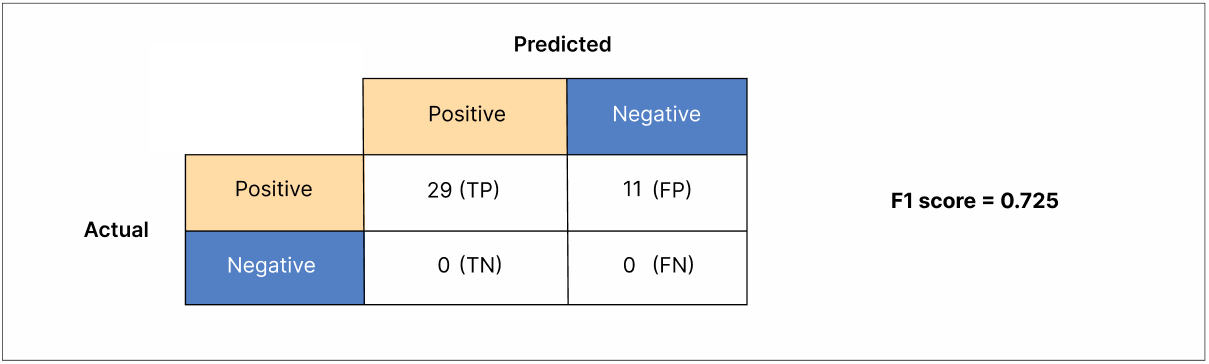 Predicted
Positive Negative
Positive 29 (TP) 11 (FP)
F1 score = 0.725
Actual
Negative 0 (TN) 0 (FN)